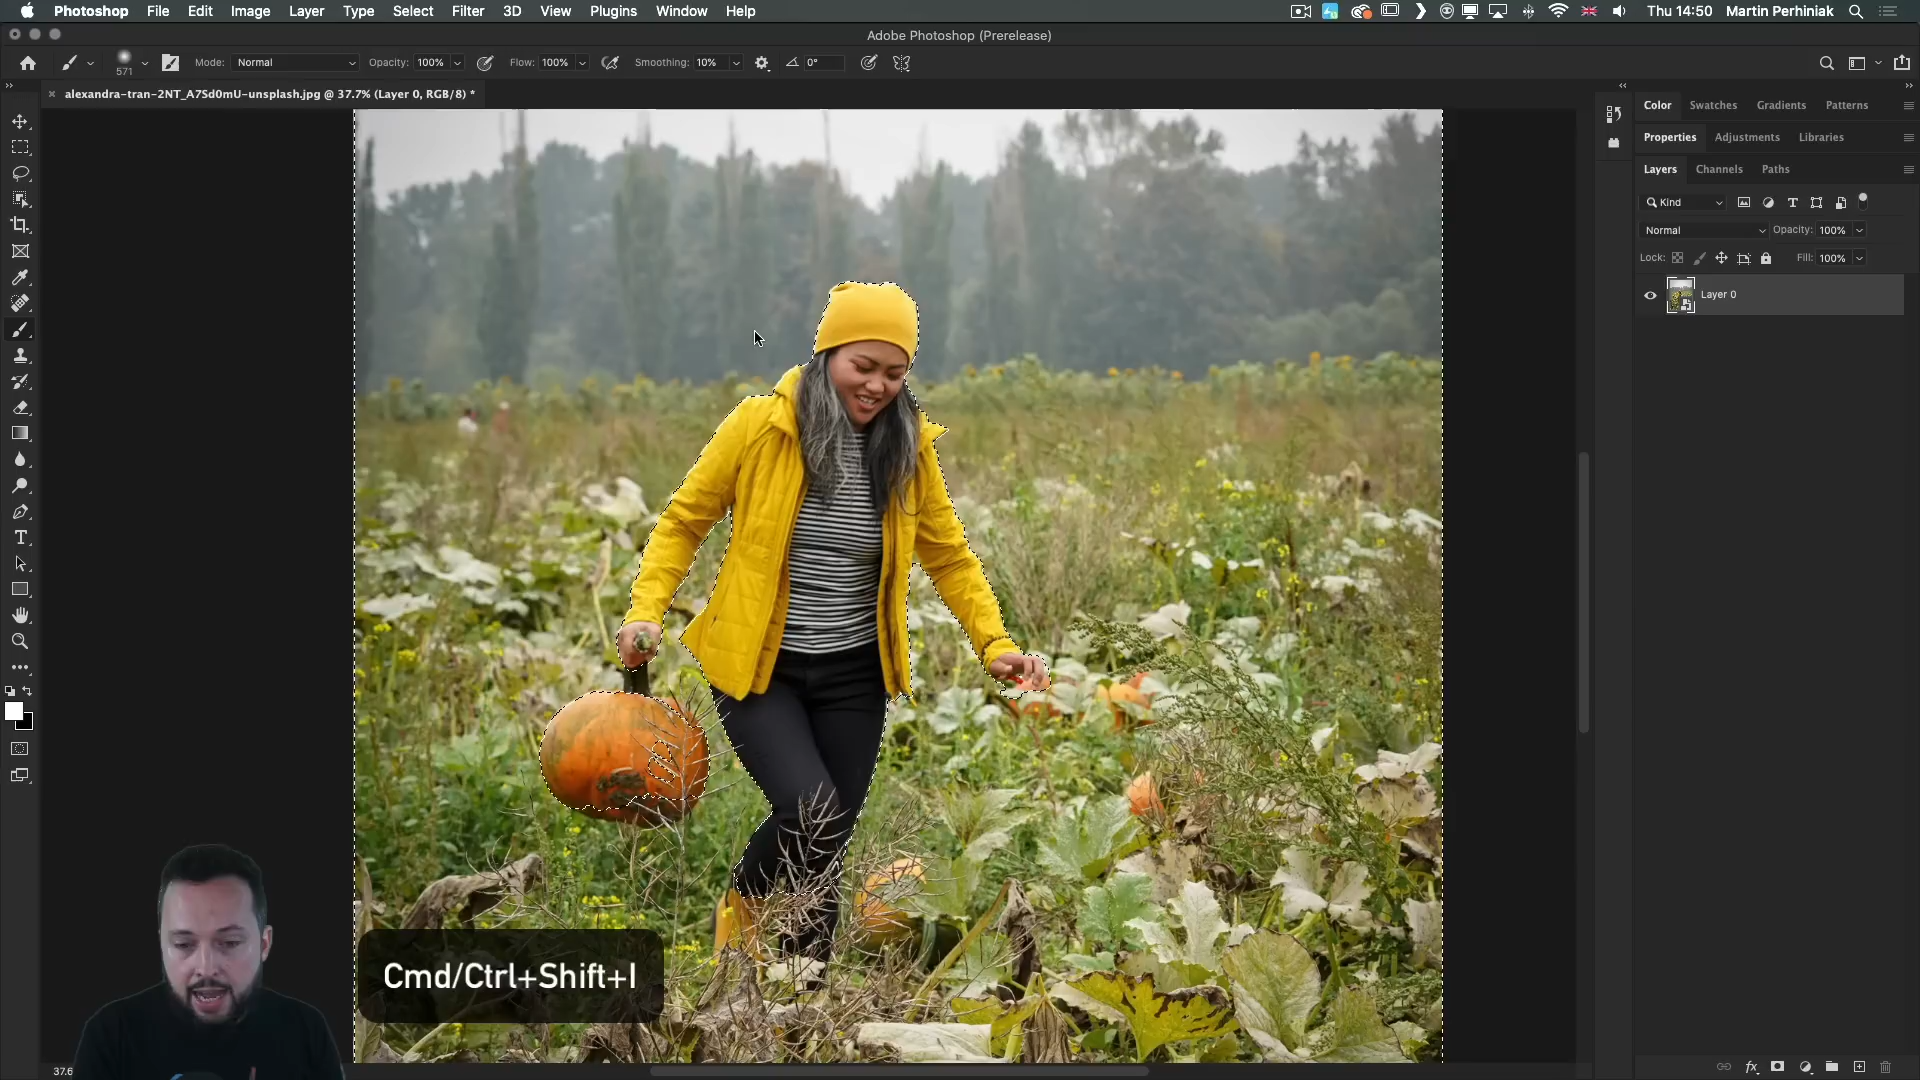 Photoshop File Edit Image Layer Type Select Filter 3D View Plugins Window Help Thu 14:50 Martin Perhiniak
Adobe Photoshop (Prerelease)
571 Mode: Normal Opacity: 100% Flow: 100% Smoothing: 10% 0°
alexandra-tran-2NT_A7Sd0mU-unsplash.jpg @ 37.7% (Layer 0, RGB/8) *
Color Swatches Gradients Patterns
Properties Adjustments Libraries
Layers Channels Paths
Kind
Normal Opacity: 100%
Lock: Fill: 100%
Layer 0
Cmd/Ctrl+Shift+I
37.6